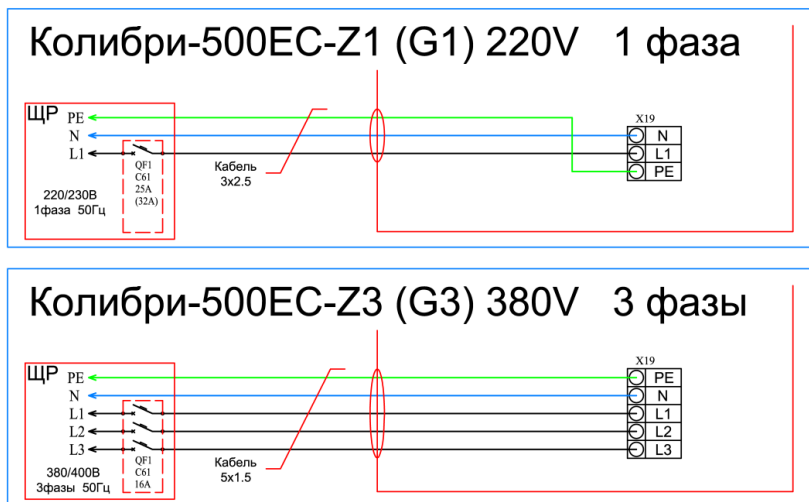 Колибри-500EC-Z1 (G1) 220V 1 фаза
ЩР
PE
N
L1
QF1
C61
25A
(32A)
220/230В
1фаза 50Гц
Кабель
3x2.5
X19
N
L1
PE
Колибри-500EC-Z3 (G3) 380V 3 фазы
ЩР
PE
N
L1
L2
L3
QF1
C61
16A
380/400В
3фазы 50Гц
Кабель
5x1.5
X19
PE
N
L1
L2
L3